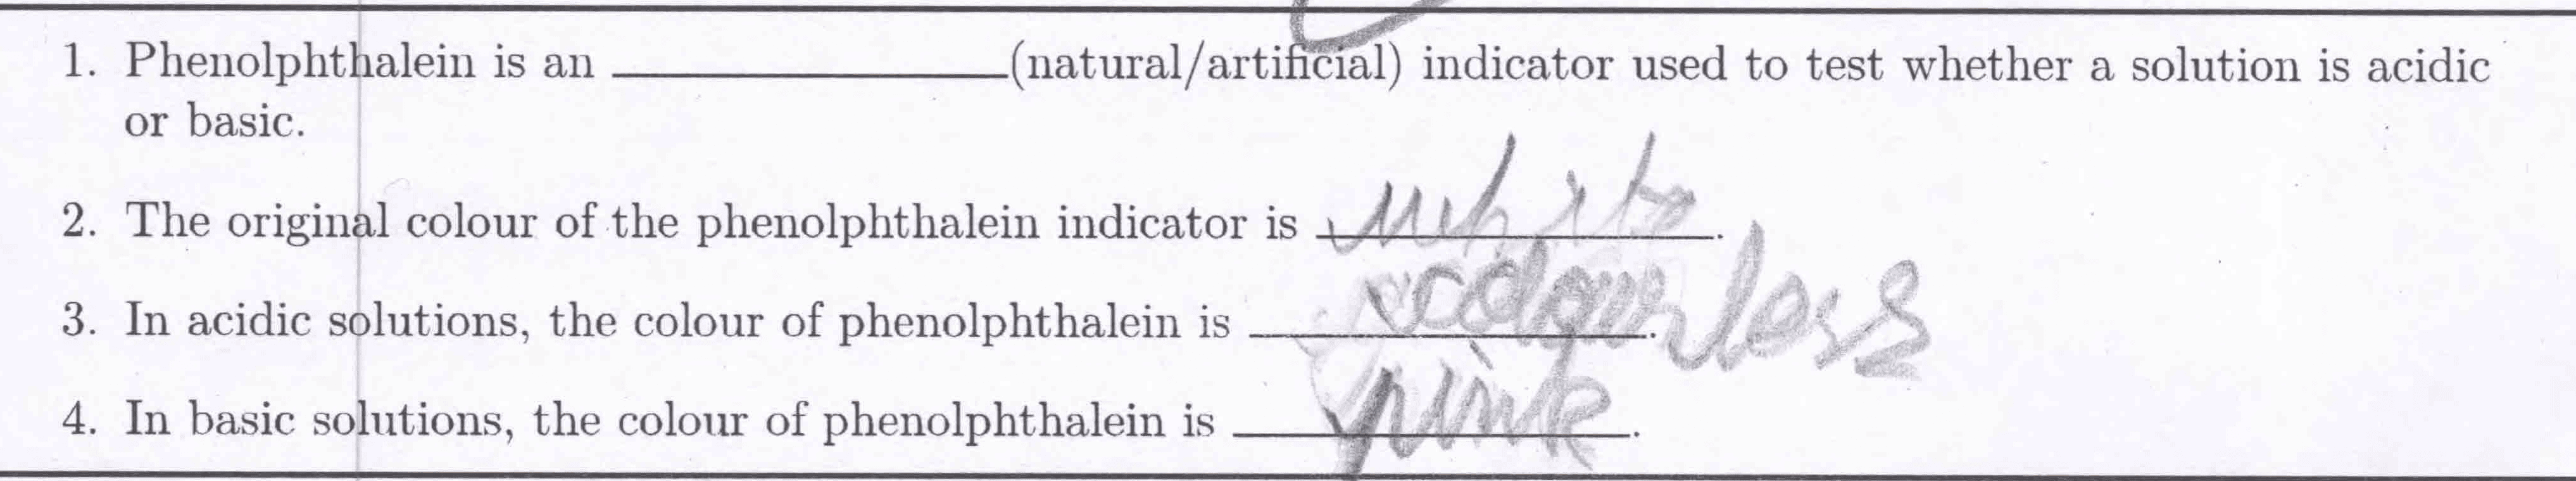 1. Phenolphthalein is an ____________(natural/artificial) indicator used to test whether a solution is acidic
or basic.
2. The original colour of the phenolphthalein indicator is white.
3. In acidic solutions, the colour of phenolphthalein is colourless.
4. In basic solutions, the colour of phenolphthalein is pink.